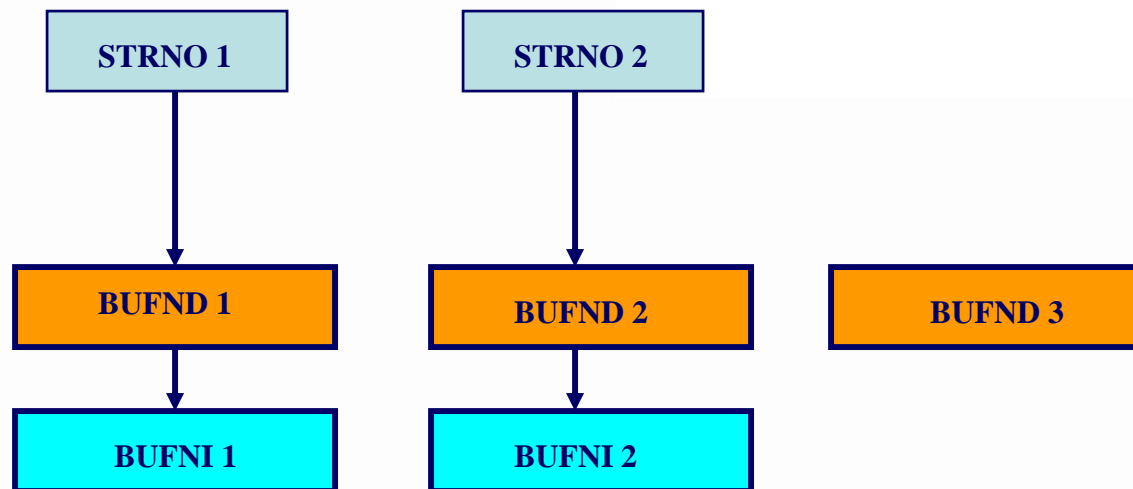 STRNO 1
STRNO 2
BUFND 1
BUFND 2
BUFND 3
BUFNI 1
BUFNI 2